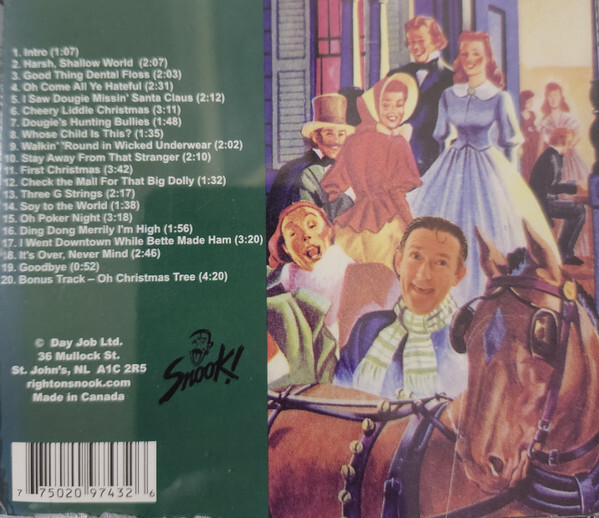 1. Intro (1:07)
2. Harsh, Shallow World (2:07)
3. Good Thing Dental Floss (2:03)
4. Oh Come All Ye Hateful (2:31)
5. I Saw Dougie Missin' Santa Claus (2:12)
6. Cheery Liddle Christmas (3:11)
7. Dougie's Hunting Bullies (1:48)
8. Whose Child Is This? (1:35)
9. Walkin' 'Round in Wicked Underwear (2:02)
10. Stay Away From That Stranger (2:10)
11. First Christmas (3:42)
12. Check the Mail For That Big Dolly (1:32)
13. Three G Strings (2:17)
14. Soy to the World (1:38)
15. Oh Poker Night (3:18)
16. Ding Dong Merrily I'm High (1:56)
17. I Went Downtown While Bette Made Ham (3:20)
18. It's Over, Never Mind (2:46)
19. Goodbye (0:52)
20. Bonus Track – Oh Christmas Tree (4:20)
© Day Job Ltd.
36 Mullock St.
St. John's, NL A1C 2R5
rightonsnook.com
Made in Canada
Snook!
7 75020 97432 6